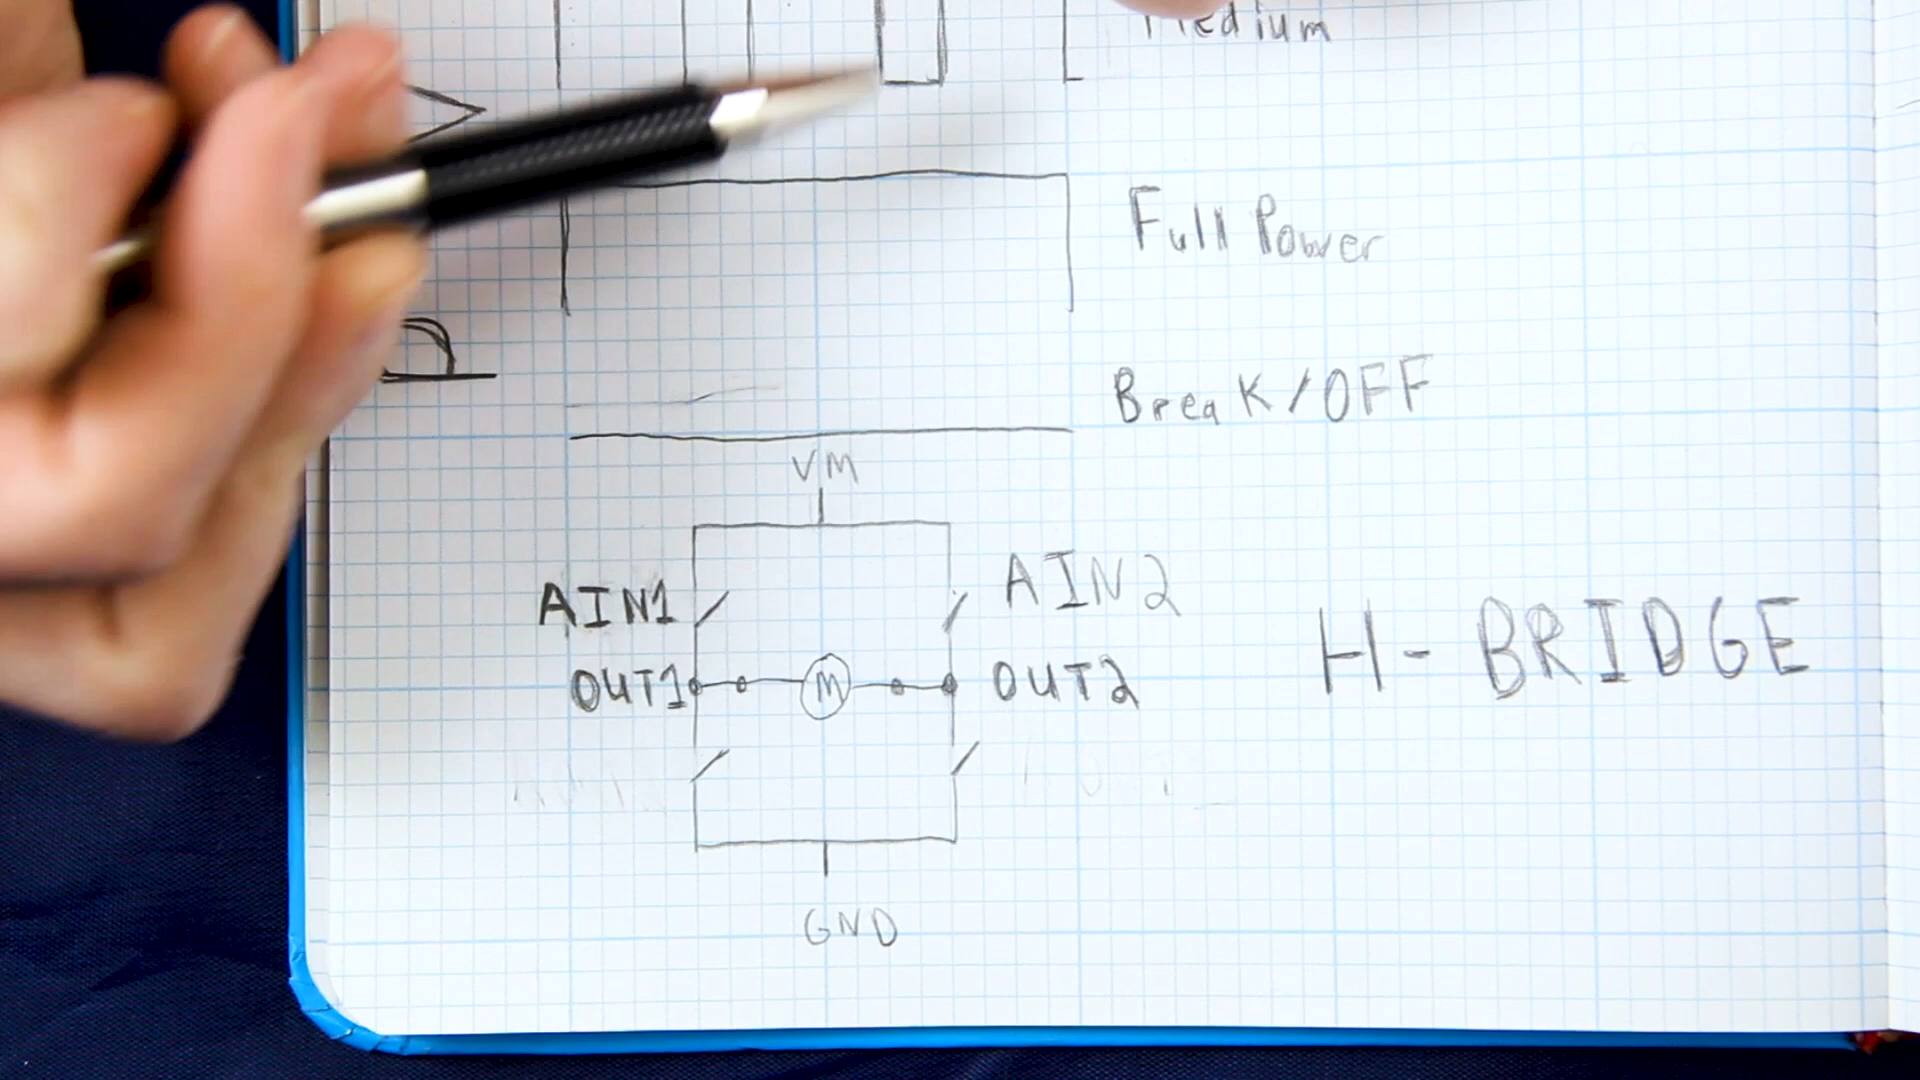 Medium
Full Power
Break/OFF
VM
AIN1
AIN2
OUT1
M
OUT2
H-BRIDGE
GND